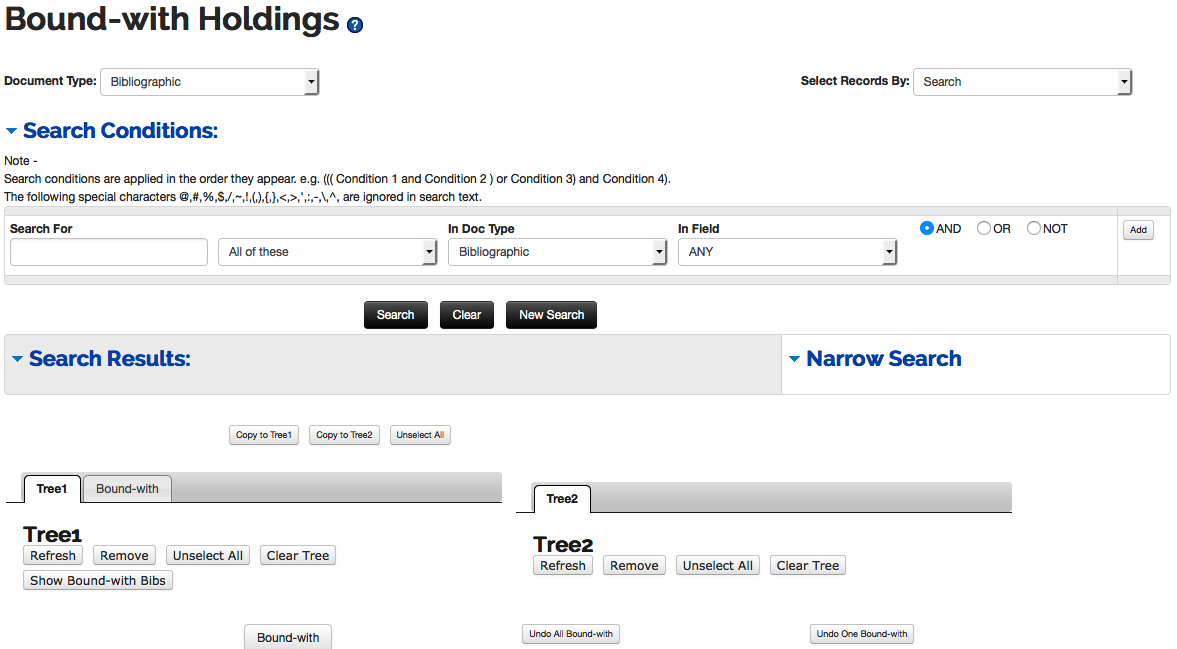 Bound-with Holdings ?
Document Type: Bibliographic Select Records By: Search
Search Conditions:
Note -
Search conditions are applied in the order they appear. e.g. ((( Condition 1 and Condition 2 ) or Condition 3) and Condition 4).
The following special characters @,#,%,$,/,~,!,(,),{,},<,>,',:,-,\,^, are ignored in search text.
Search For In Doc Type In Field AND OR NOT Add
All of these Bibliographic ANY
Search Clear New Search
Search Results: Narrow Search
Copy to Tree1 Copy to Tree2 Unselect All
Tree1 Bound-with
Tree2
Tree1
Refresh Remove Unselect All Clear Tree
Show Bound-with Bibs
Tree2
Refresh Remove Unselect All Clear Tree
Bound-with Undo All Bound-with Undo One Bound-with